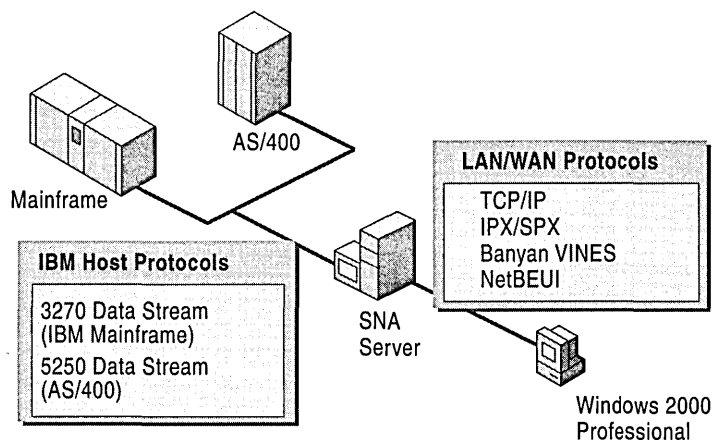 AS/400
Mainframe
LAN/WAN Protocols
TCP/IP
IPX/SPX
Banyan VINES
NetBEUI
IBM Host Protocols
3270 Data Stream
(IBM Mainframe)
5250 Data Stream
(AS/400)
SNA
Server
Windows 2000
Professional